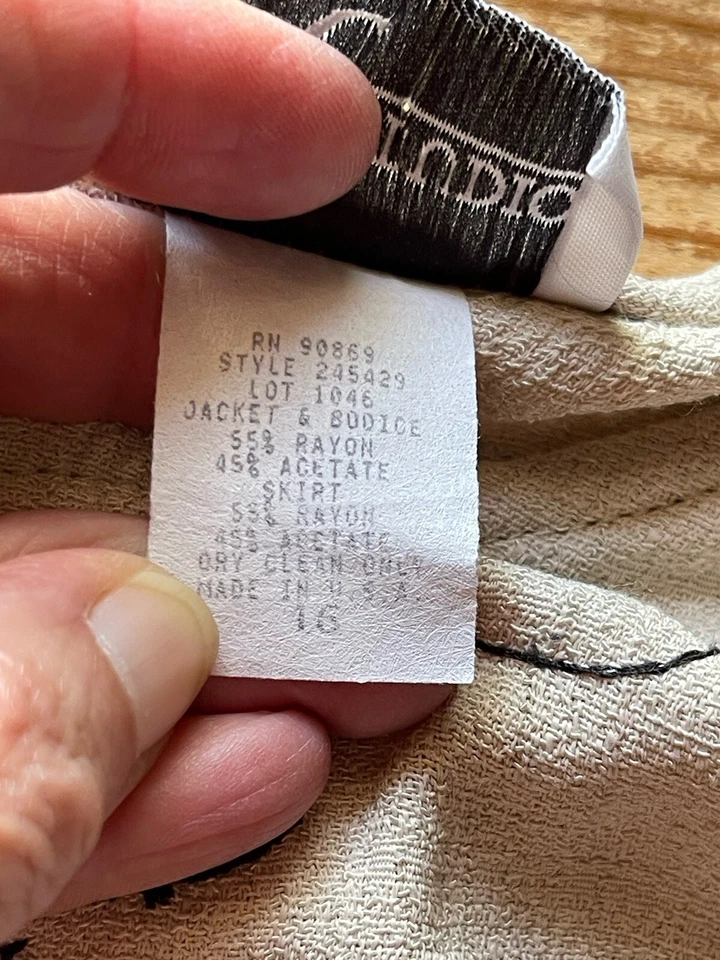 RN 90869
STYLE 245429
LOT 1046
JACKET & BODICE
55% RAYON
45% ACETATE
SKIRT
55% RAYON
45% ACETATE
DRY CLEAN ONLY
MADE IN U.S.A.
16